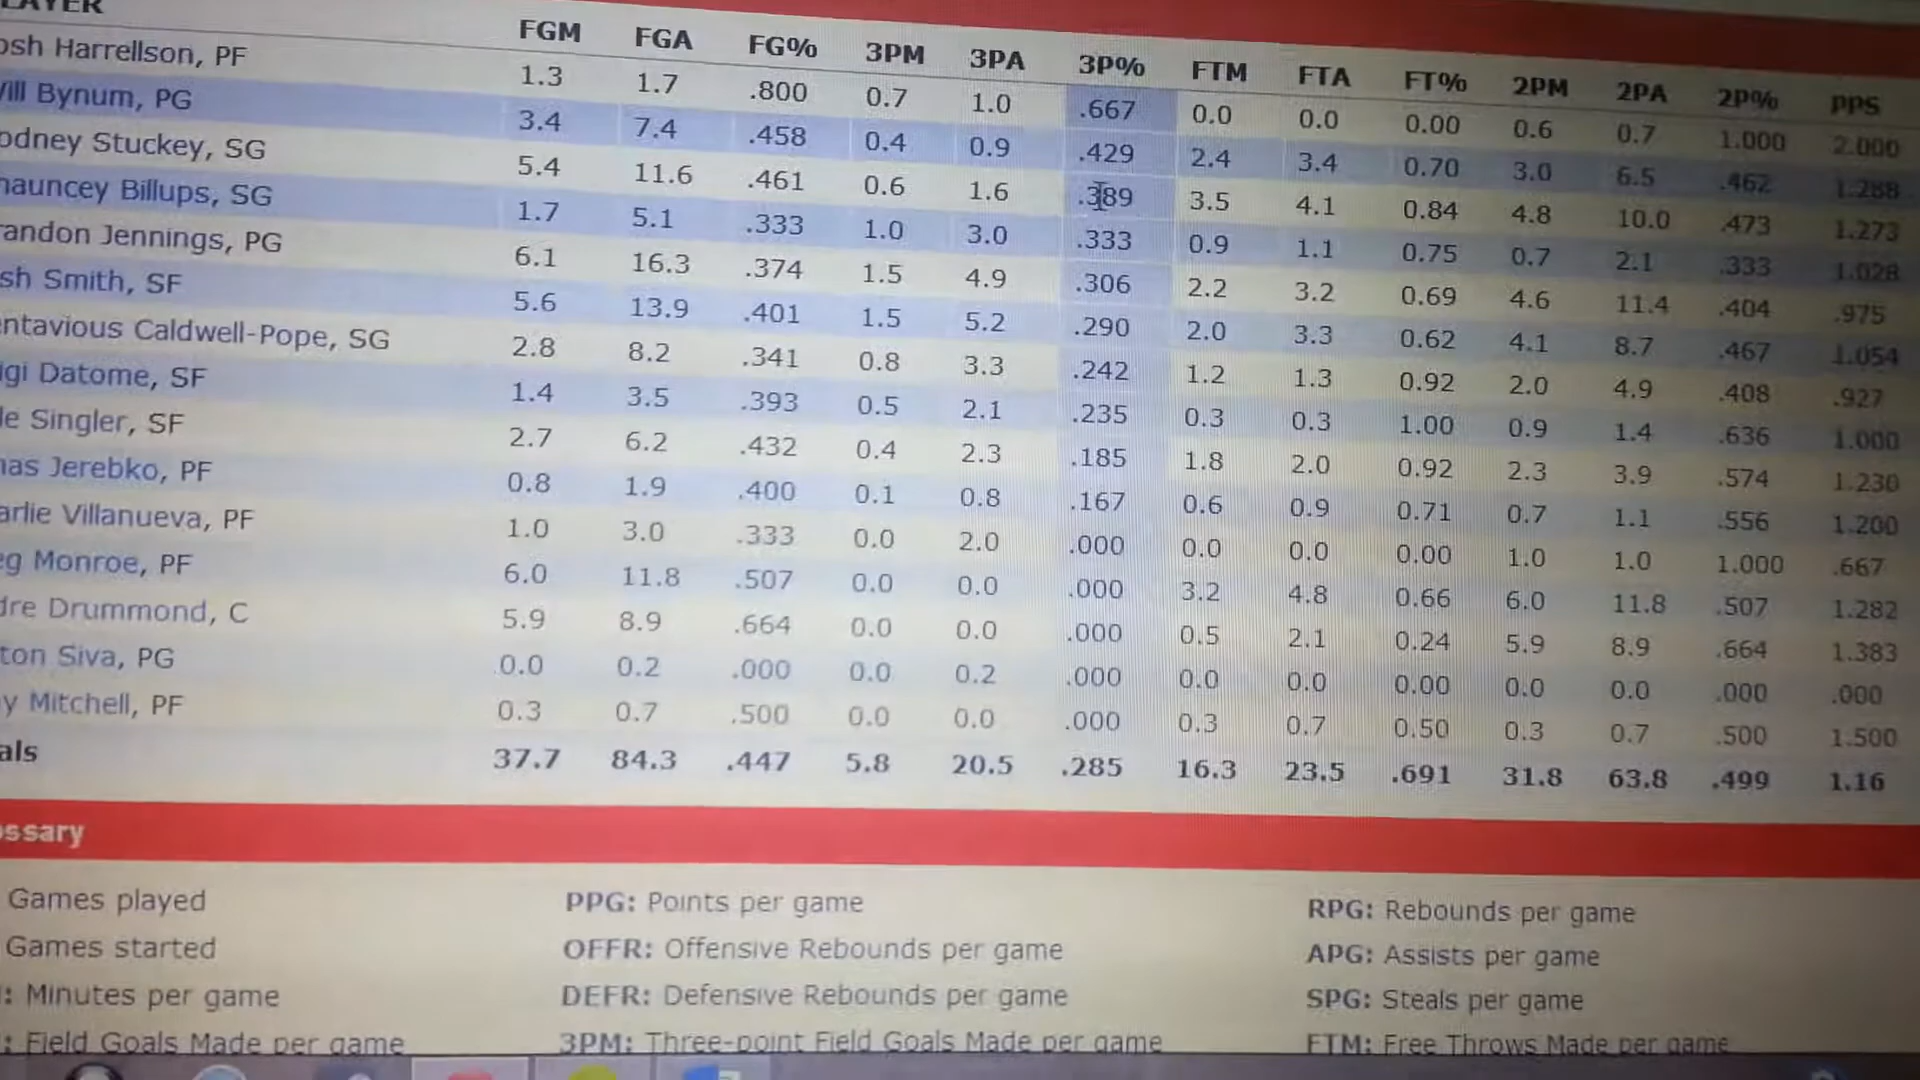 LAYER FGM FGA FG% 3PM 3PA 3P% FTM FTA FT% 2PM 2PA 2P% PPS
osh Harrellson, PF 1.3 1.7 .800 0.7 1.0 .667 0.0 0.0 0.00 0.6 0.7 1.000 2.000
ill Bynum, PG 3.4 7.4 .458 0.4 0.9 .429 2.4 3.4 0.70 3.0 6.5 .462 1.288
odney Stuckey, SG 5.4 11.6 .461 0.6 1.6 .389 3.5 4.1 0.84 4.8 10.0 .473 1.273
hauncey Billups, SG 1.7 5.1 .333 1.0 3.0 .333 0.9 1.1 0.75 0.7 2.1 .333 1.028
randon Jennings, PG 6.1 16.3 .374 1.5 4.9 .306 2.2 3.2 0.69 4.6 11.4 .404 .975
sh Smith, SF 5.6 13.9 .401 1.5 5.2 .290 2.0 3.3 0.62 4.1 8.7 .467 1.054
entavious Caldwell-Pope, SG 2.8 8.2 .341 0.8 3.3 .242 1.2 1.3 0.92 2.0 4.9 .408 .927
igi Datome, SF 1.4 3.5 .393 0.5 2.1 .235 0.3 0.3 1.00 0.9 1.4 .636 1.000
le Singler, SF 2.7 6.2 .432 0.4 2.3 .185 1.8 2.0 0.92 2.3 3.9 .574 1.230
nas Jerebko, PF 0.8 1.9 .400 0.1 0.8 .167 0.6 0.9 0.71 0.7 1.1 .556 1.200
arlie Villanueva, PF 1.0 3.0 .333 0.0 2.0 .000 0.0 0.0 0.00 1.0 1.0 1.000 .667
eg Monroe, PF 6.0 11.8 .507 0.0 0.0 .000 3.2 4.8 0.66 6.0 11.8 .507 1.282
dre Drummond, C 5.9 8.9 .664 0.0 0.0 .000 0.5 2.1 0.24 5.9 8.9 .664 1.383
ton Siva, PG 0.0 0.2 .000 0.0 0.2 .000 0.0 0.0 0.00 0.0 0.0 .000 .000
y Mitchell, PF 0.3 0.7 .500 0.0 0.0 .000 0.3 0.7 0.50 0.3 0.7 .500 1.500
als 37.7 84.3 .447 5.8 20.5 .285 16.3 23.5 .691 31.8 63.8 .499 1.16
ossary
Games played PPG: Points per game RPG: Rebounds per game
Games started OFFR: Offensive Rebounds per game APG: Assists per game
: Minutes per game DEFR: Defensive Rebounds per game SPG: Steals per game
: Field Goals Made per game 3PM: Three-point Field Goals Made per game FTM: Free Throws Made per game